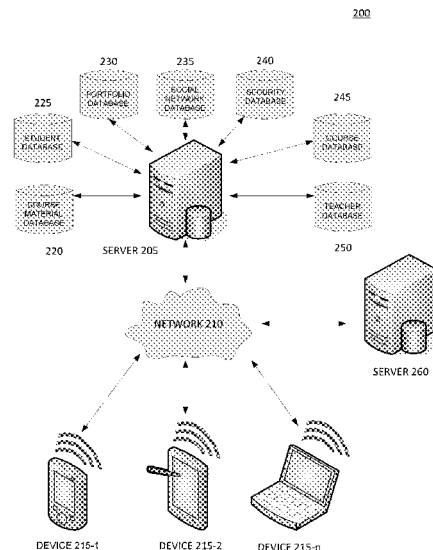 200
230
235
240
PORTFOLIO
DATABASE
SOCIAL
NETWORK
DATABASE
SECURITY
DATABASE
225
245
STUDENT
DATABASE
COURSE
DATABASE
COURSE
MATERIAL
DATABASE
TEACHER
DATABASE
220
SERVER 205
250
NETWORK 210
SERVER 260
DEVICE 215-1
DEVICE 215-2
DEVICE 215-n